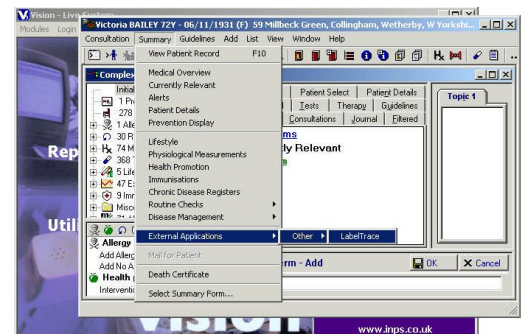 Vision - Live
Modules Login
Victoria BAILEY 72Y - 06/11/1931 (F) 59 Millbeck Green, Collingham, Wetherby, W Yorkshi...
Consultation Summary Guidelines Add List View Window Help
View Patient Record F10
Medical Overview
Currently Relevant
Alerts
Patient Details
Prevention Display
Lifestyle
Physiological Measurements
Health Promotion
Immunisations
Chronic Disease Registers
Routine Checks
Disease Management
External Applications
Other
LabelTrace
Mail for Patient
Death Certificate
Select Summary Form...
Complex
Patient Select Patient Details
Tests Therapy Guidelines
Consultations Journal Filtered
Topic 1
Initial
1 Pr
278
1 Alle
30 R
74 M
368
5 Life
47 E
9 Imr
Misc
ms
ly Relevant
Rep
Utili
Allergy
Add Allerg
Add No A
Health
Interventi
rm - Add
OK
Cancel
vision
www.inps.co.uk